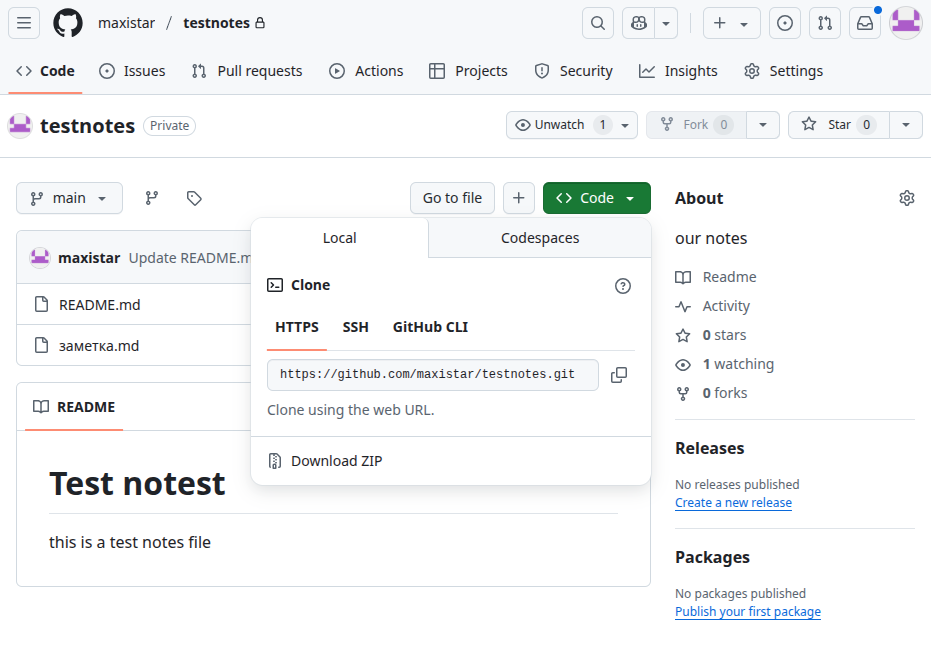 maxistar / testnotes
Code Issues Pull requests Actions Projects Security Insights Settings
testnotes Private Unwatch 1 Fork 0 Star 0
main Go to file Code
Local Codespaces
maxistar Update README.m
Clone
README.md
HTTPS SSH GitHub CLI
заметка.md
https://github.com/maxistar/testnotes.git
Clone using the web URL.
Download ZIP
README
Test notest
this is a test notes file
About
our notes
Readme
Activity
0 stars
1 watching
0 forks
Releases
No releases published
Create a new release
Packages
No packages published
Publish your first package